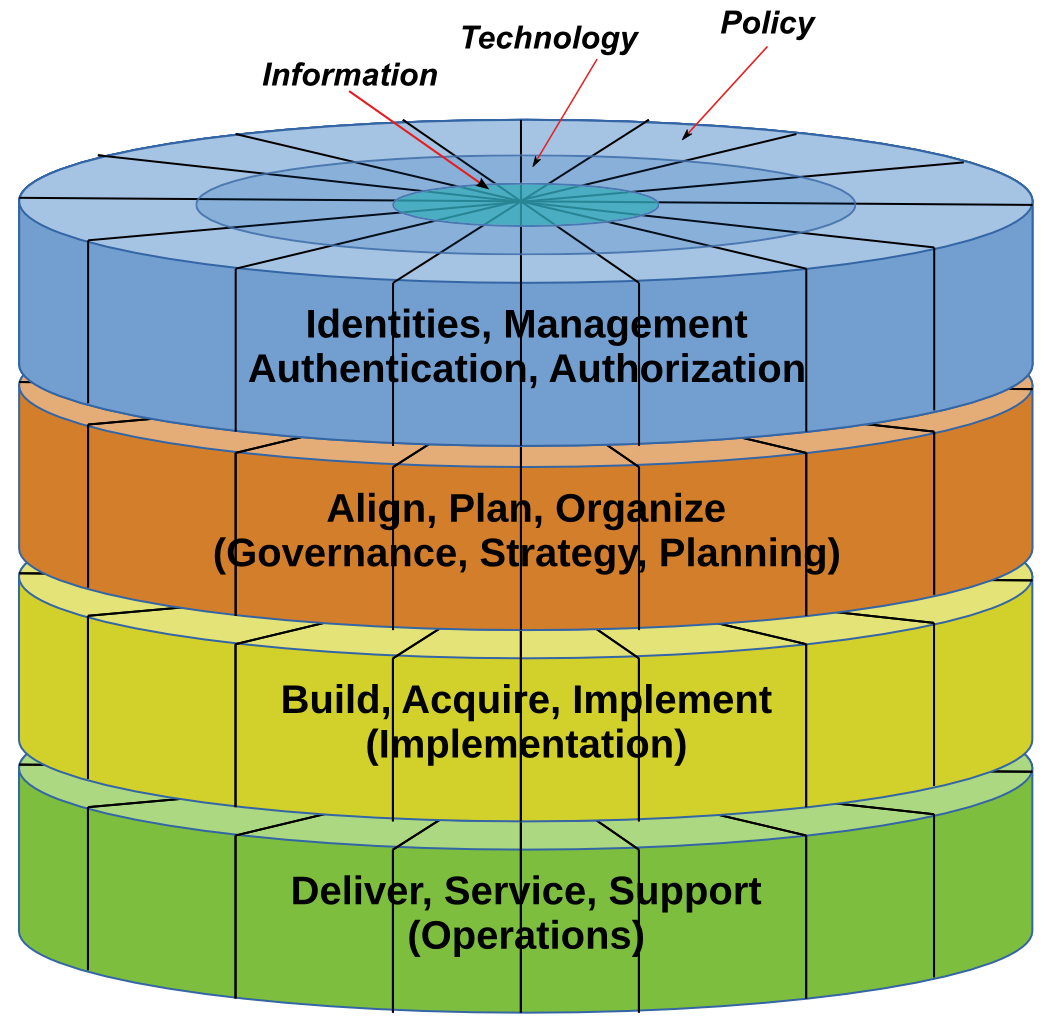 Policy
Technology
Information
Identities, Management
Authentication, Authorization
Align, Plan, Organize
(Governance, Strategy, Planning)
Build, Acquire, Implement
(Implementation)
Deliver, Service, Support
(Operations)